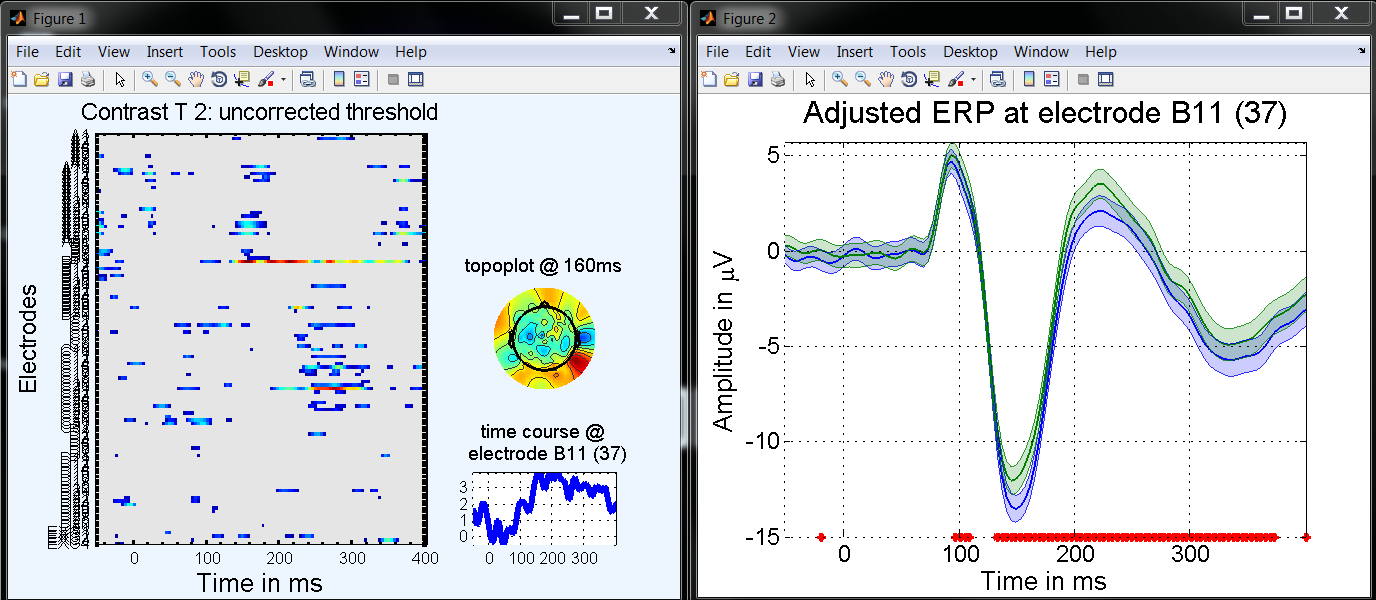 Figure 1
File Edit View Insert Tools Desktop Window Help
Contrast T 2: uncorrected threshold
Electrodes
0 100 200 300 400
Time in ms
topoplot @ 160ms
time course @
electrode B11 (37)
3
2
1
0
0 100 200 300
Figure 2
File Edit View Insert Tools Desktop Window Help
Adjusted ERP at electrode B11 (37)
Amplitude in μV
5
0
-5
-10
-15
0 100 200 300
Time in ms